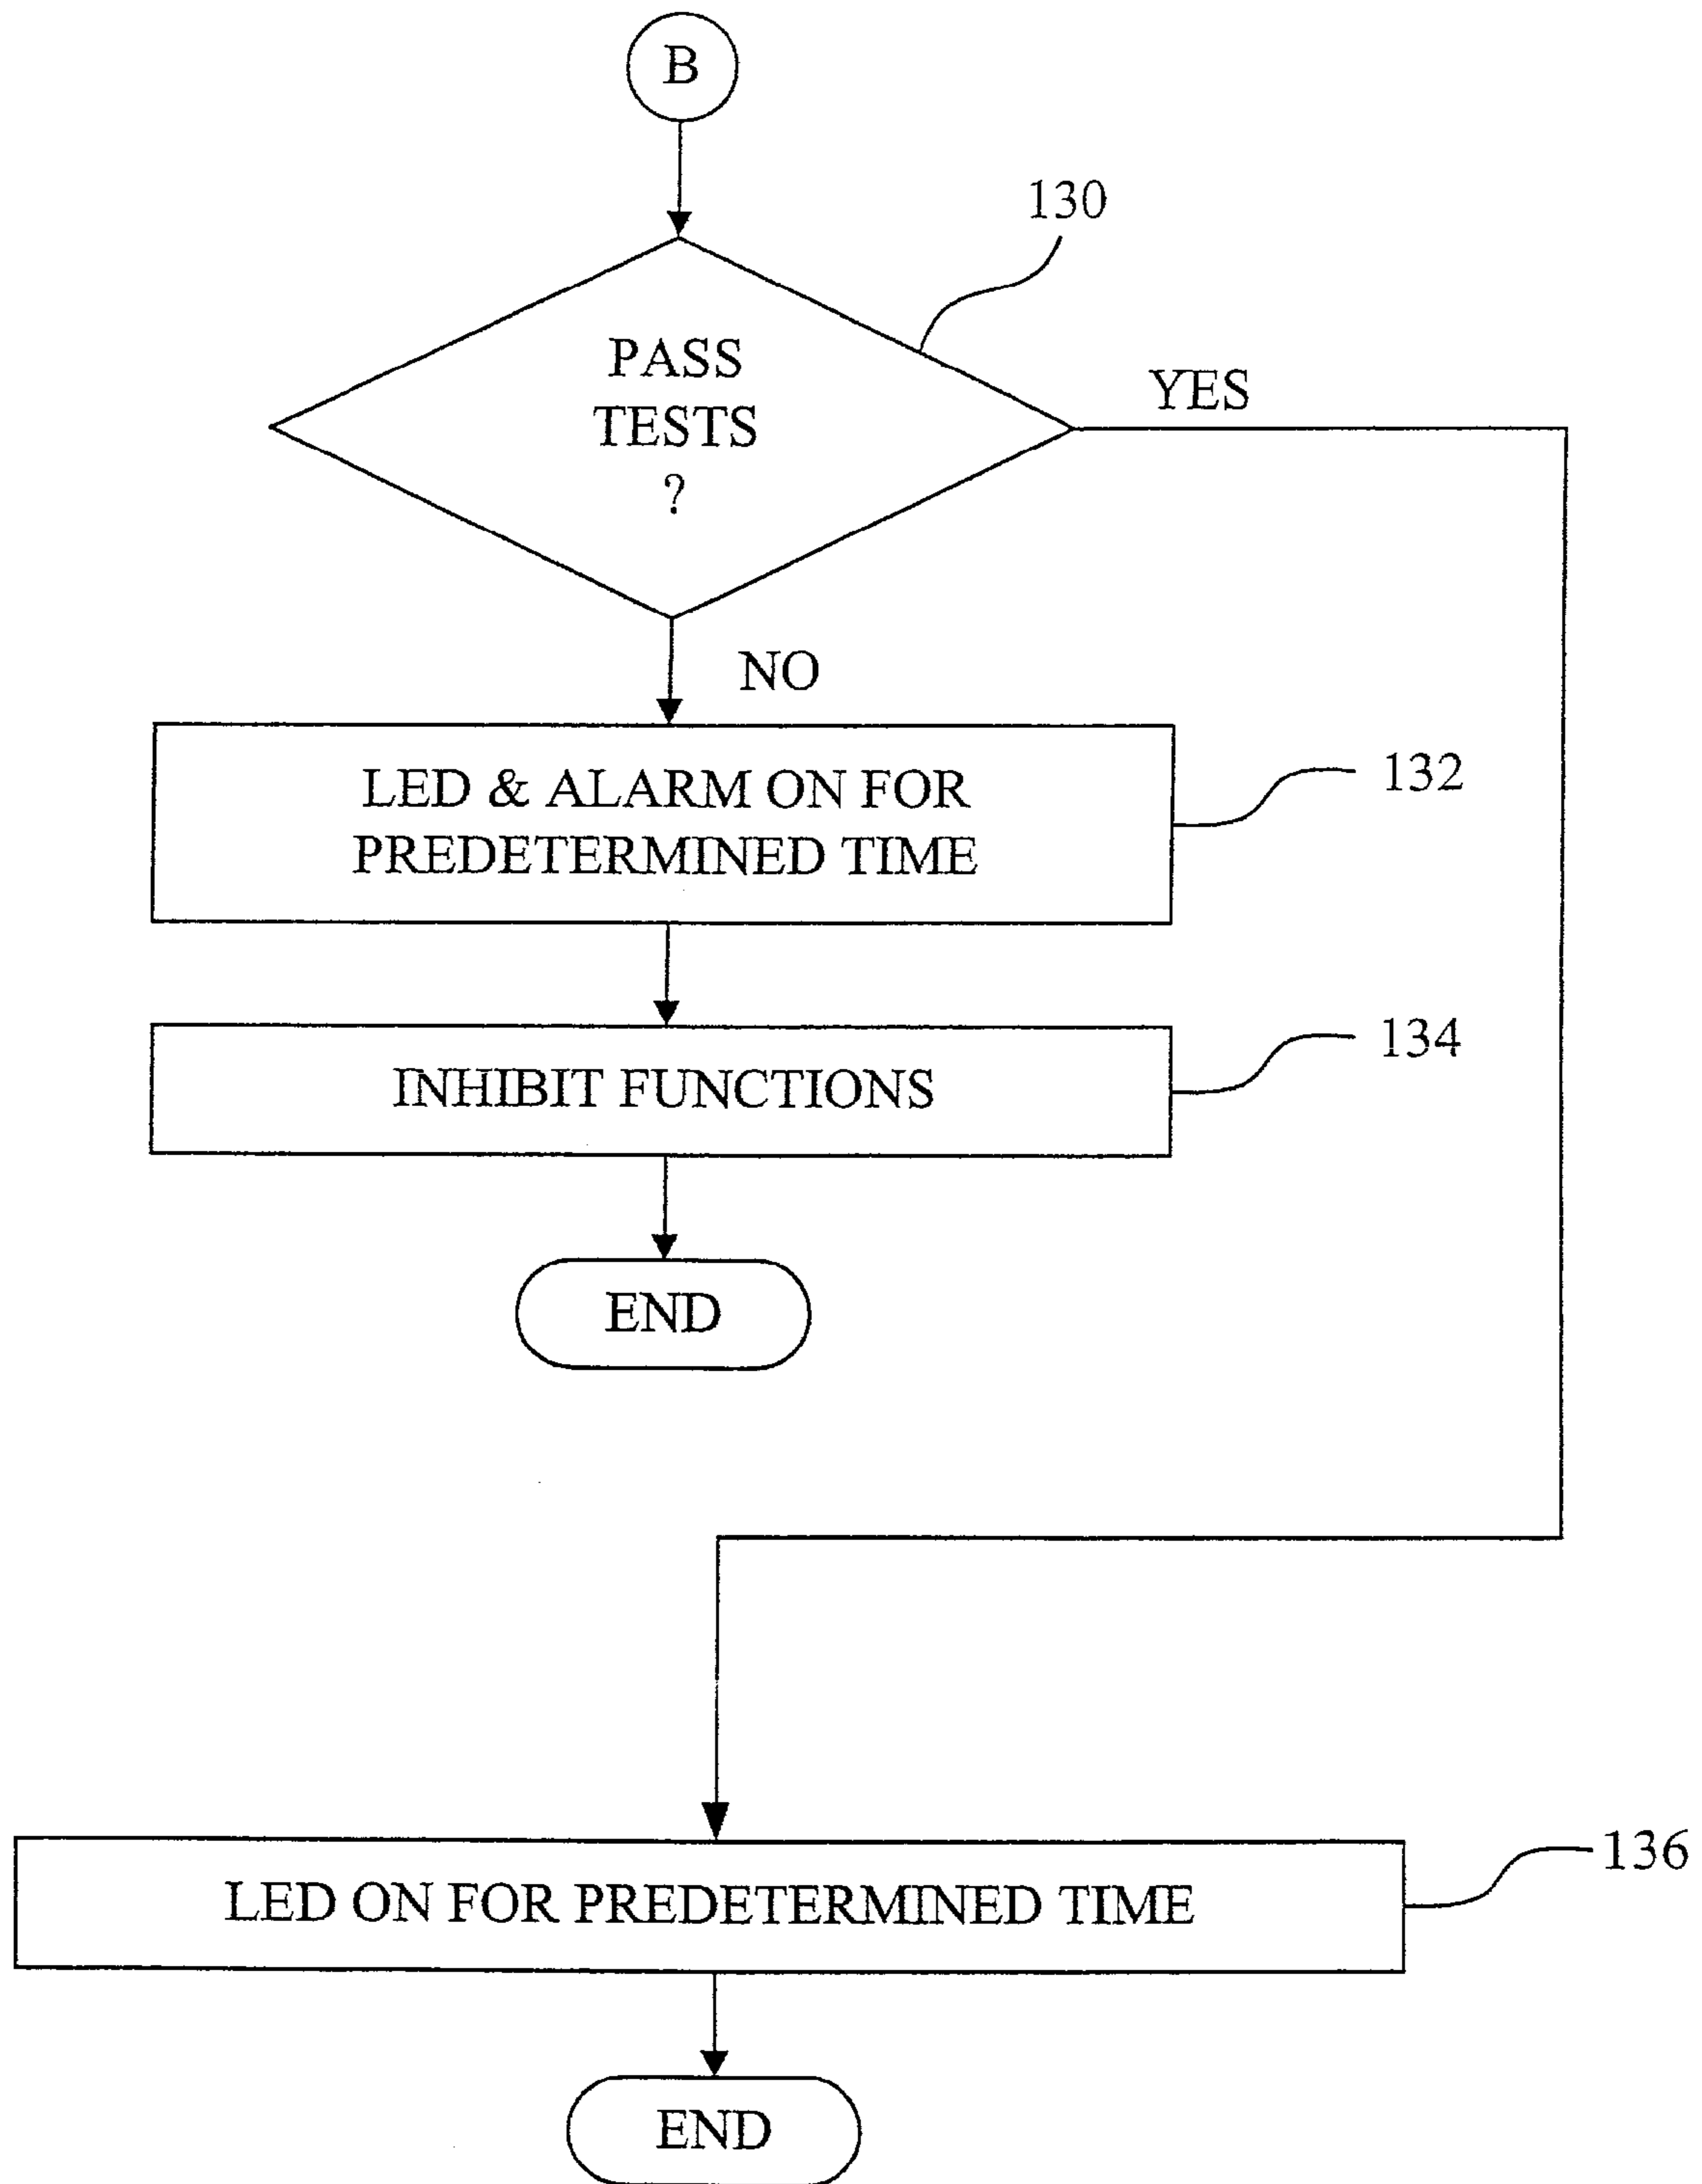 B
130
PASS
TESTS
?
YES
NO
LED & ALARM ON FOR
PREDETERMINED TIME
132
INHIBIT FUNCTIONS
134
END
LED ON FOR PREDETERMINED TIME
136
END